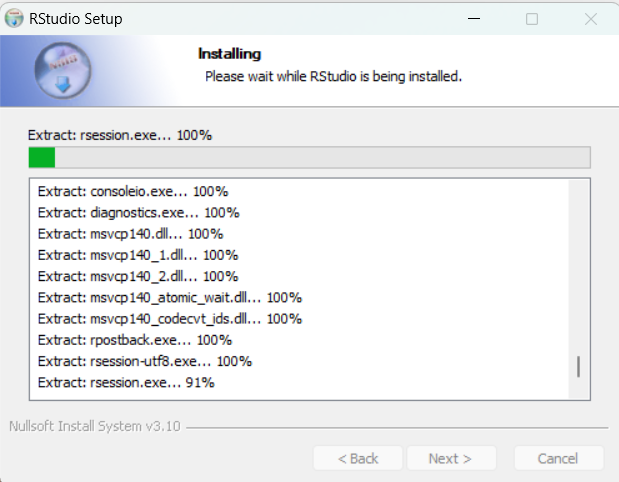 RStudio Setup
Installing
Please wait while RStudio is being installed.
Extract: rsession.exe... 100%
Extract: consoleio.exe... 100%
Extract: diagnostics.exe... 100%
Extract: msvcp140.dll... 100%
Extract: msvcp140_1.dll... 100%
Extract: msvcp140_2.dll... 100%
Extract: msvcp140_atomic_wait.dll... 100%
Extract: msvcp140_codecvt_ids.dll... 100%
Extract: rpostback.exe... 100%
Extract: rsession-utf8.exe... 100%
Extract: rsession.exe... 91%
Nullsoft Install System v3.10
< Back Next > Cancel